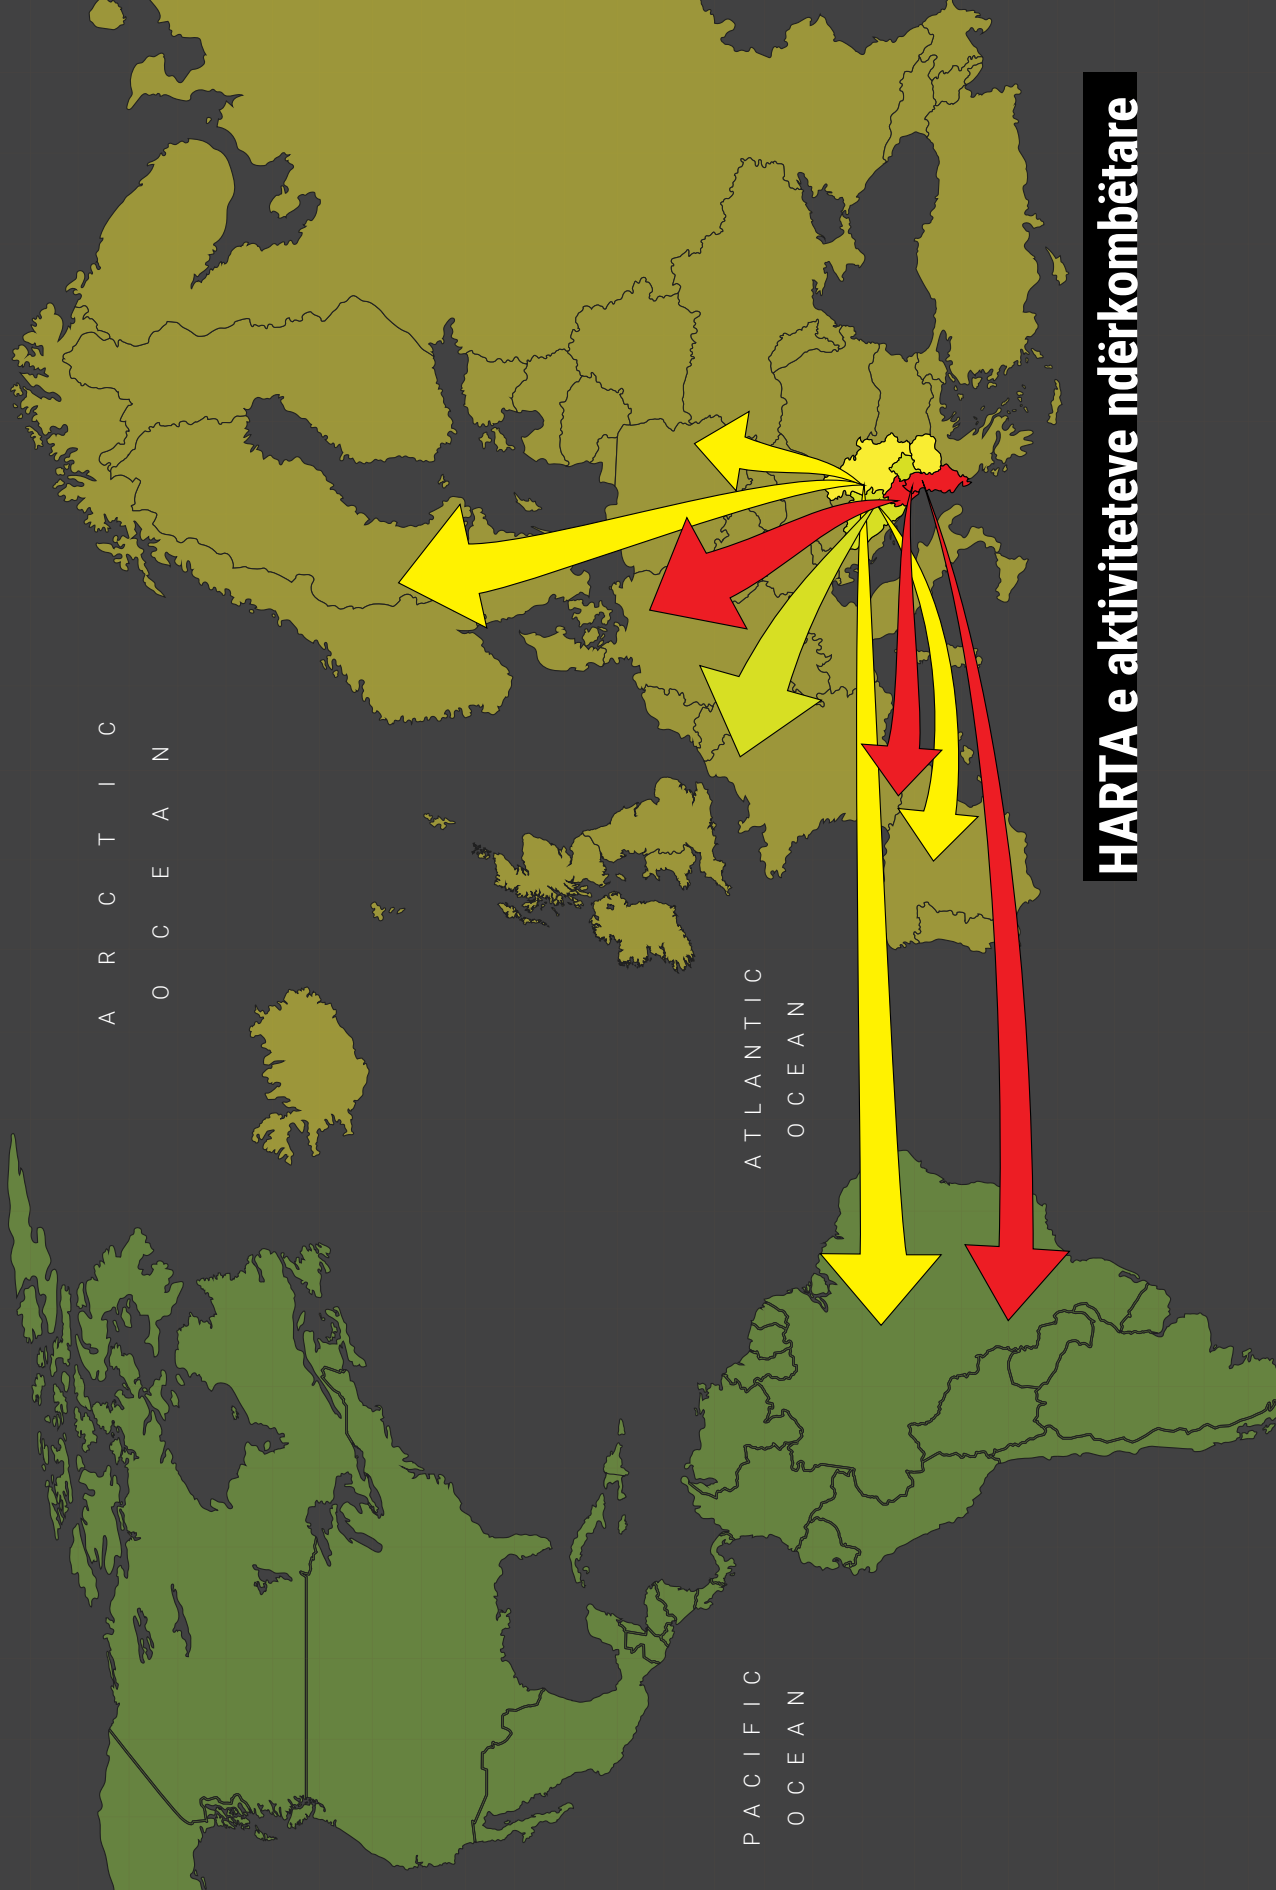 HARTA e aktiviteteve ndërkombëtare
ARCTIC
OCEAN
ATLANTIC
OCEAN
PACIFIC
OCEAN